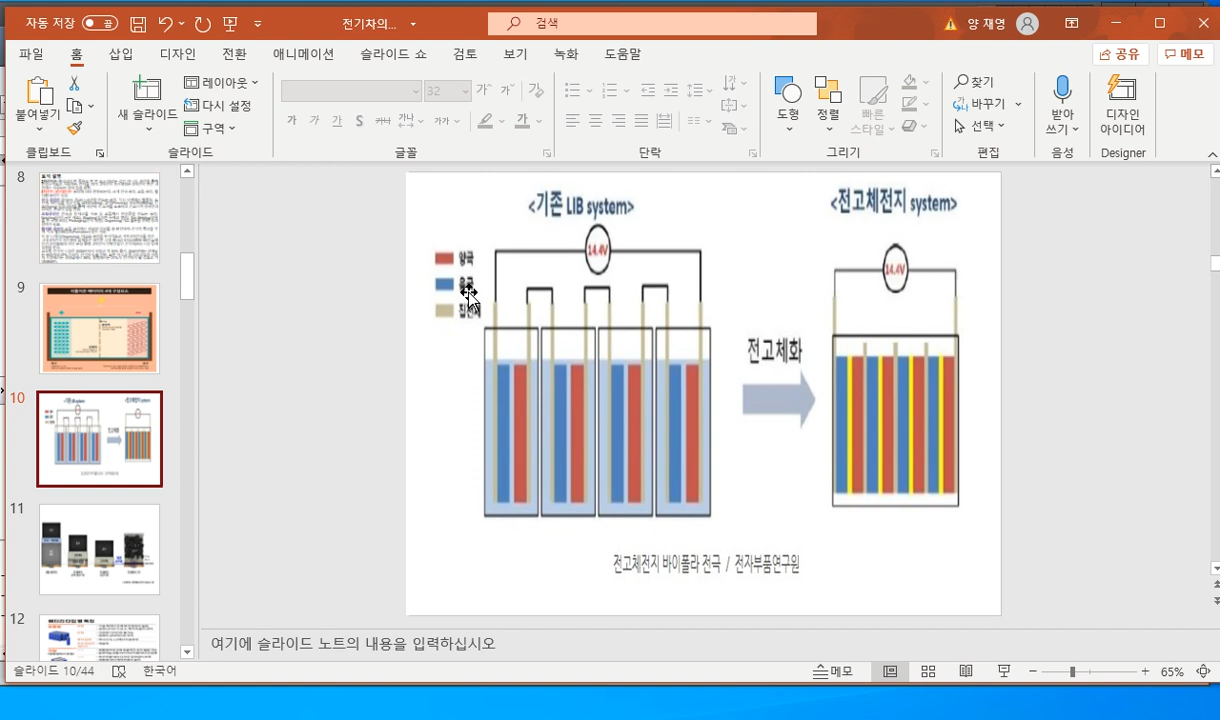 자동 저장 끔
전기차의...
검색
양 재영
파일 홈 삽입 디자인 전환 애니메이션 슬라이드 쇼 검토 보기 녹화 도움말
공유 메모
붙여넣기
클립보드
새 슬라이드
레이아웃
다시 설정
구역
슬라이드
32
가 가 가 S
글꼴
단락
도형
정렬
빠른 스타일
그리기
찾기
바꾸기
선택
편집
받아쓰기
음성
디자인 아이디어
Designer
8
9
10
11
12
<기존 LIB system>
<전고체전지 system>
14.4V
14.4V
양극
전고체화
전고체전지 바이폴라 전극 / 전자부품연구원
여기에 슬라이드 노트의 내용을 입력하십시오
슬라이드 10/44 한국어 메모 65%